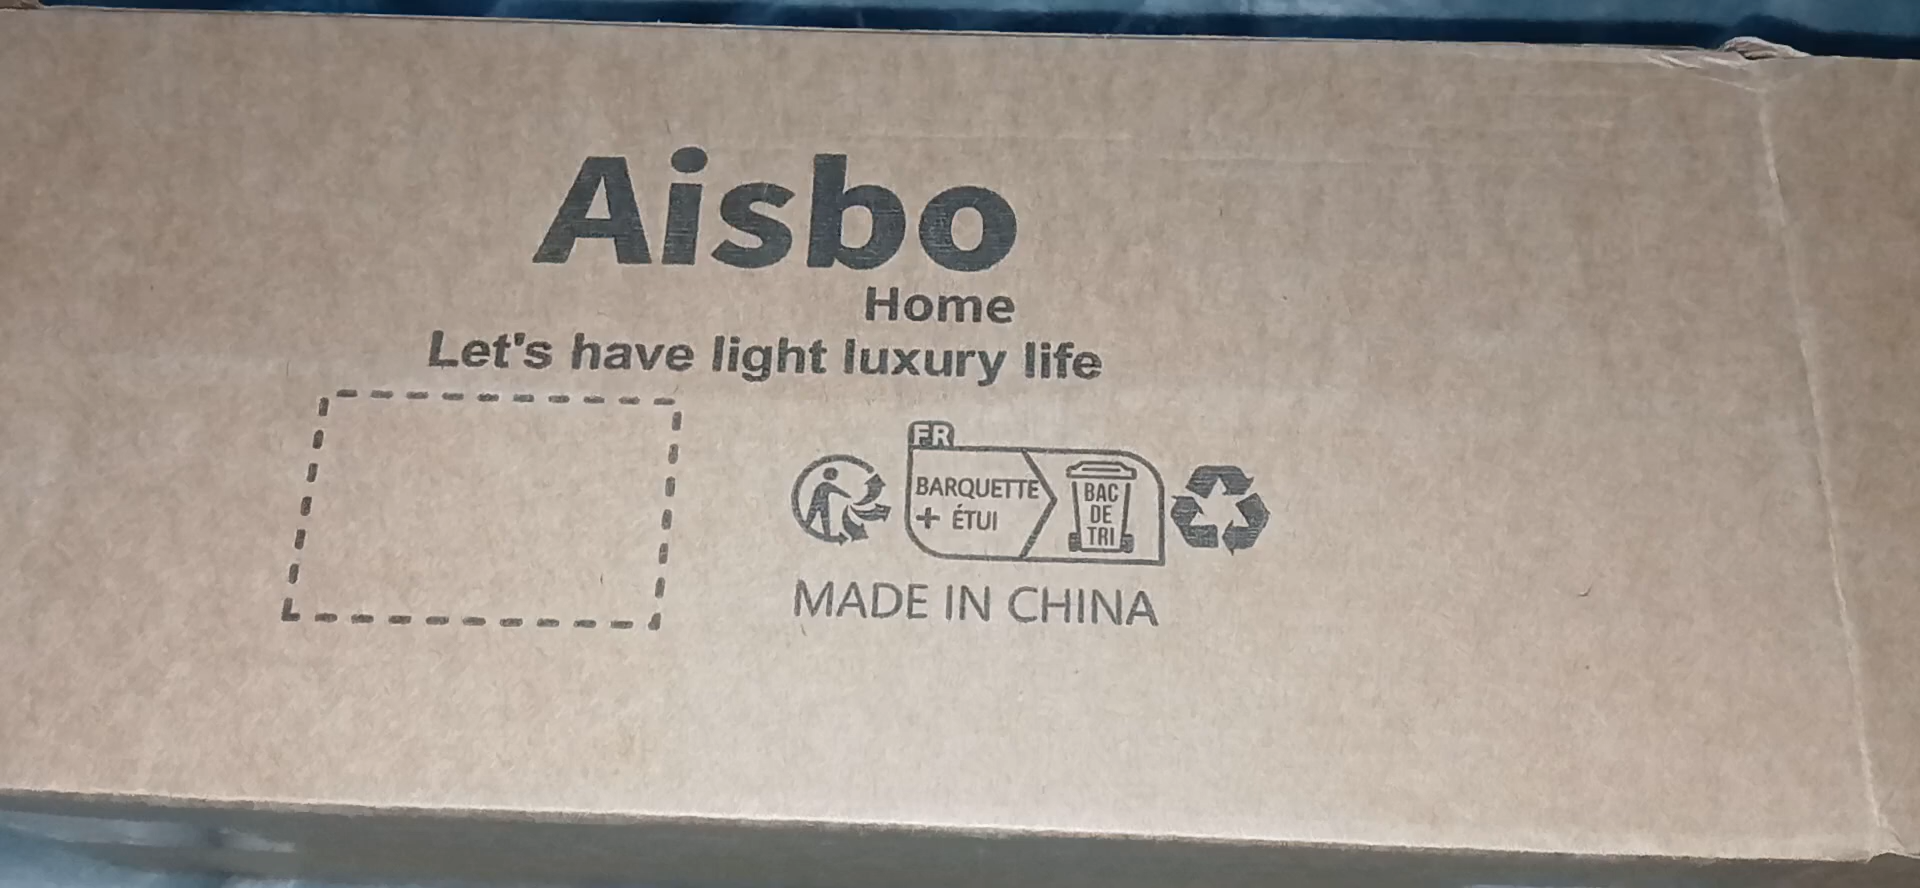 Aisbo
Home
Let's have light luxury life
FR
BARQUETTE
+ ÉTUI
BAC
DE
TRI
MADE IN CHINA